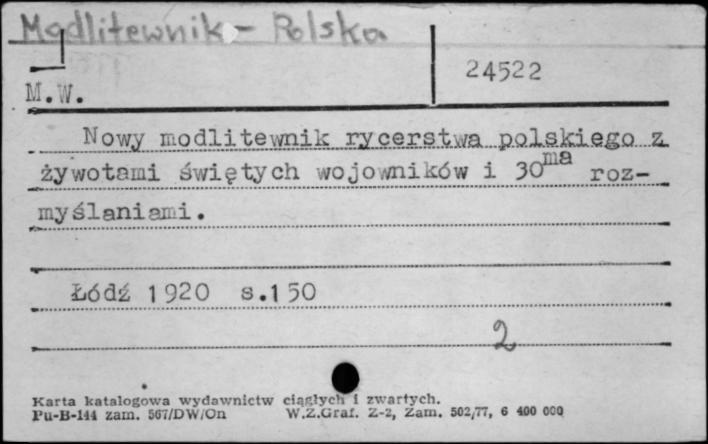 Modlitewnik - Polska
24522
M.W.
Nowy modlitewnik rycerstwa polskiego z
żywotami świętych wojowników i 30ma roz-
myślaniami.
Łódź 1920 s.150
2
Karta katalogowa wydawnictw ciągłych i zwartych.
Pu-B-144 zam. 567/DW/On W.Z.Graf. Z-2, Zam. 502/77, 6 400 000